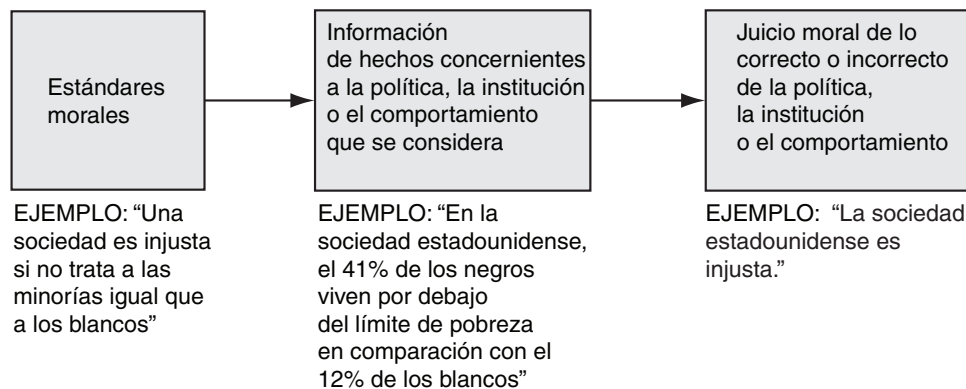 Estándares
morales
EJEMPLO: “Una
sociedad es injusta
si no trata a las
minorías igual que
a los blancos”
Información
de hechos concernientes
a la política, la institución
o el comportamiento
que se considera
EJEMPLO: “En la
sociedad estadounidense,
el 41% de los negros
viven por debajo
del límite de pobreza
en comparación con el
12% de los blancos”
Juicio moral de lo
correcto o incorrecto
de la política,
la institución
o el comportamiento
EJEMPLO: “La sociedad
estadounidense es
injusta.”